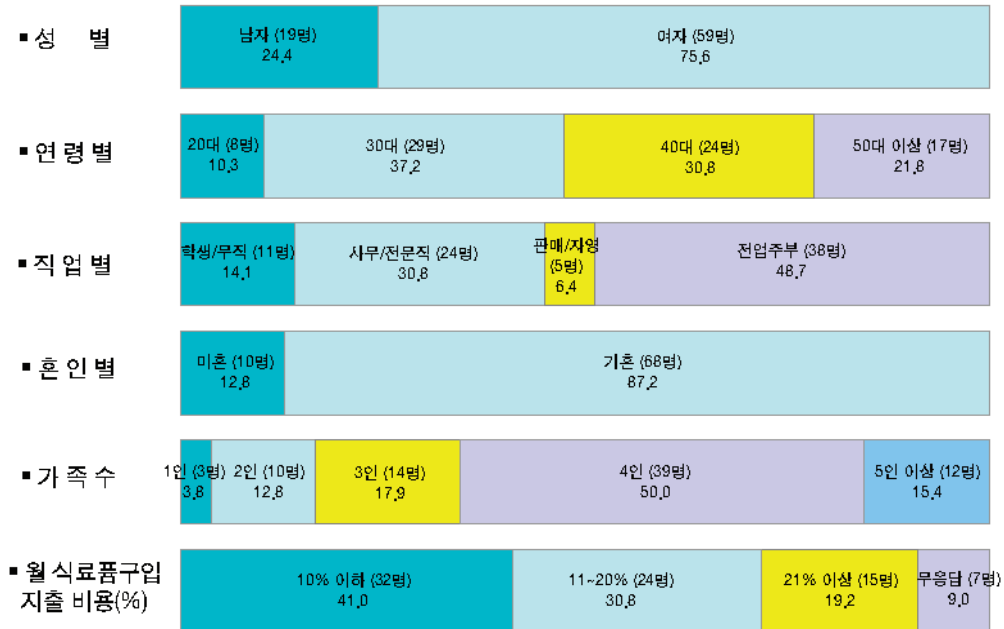 ▪ 성 별
남자 (19명)
24.4
여자 (59명)
75.6
▪ 연령별
20대 (8명)
10.3
30대 (29명)
37.2
40대 (24명)
30.8
50대 이상 (17명)
21.8
▪ 직업별
학생/무직 (11명)
14.1
사무/전문직 (24명)
30.8
판매/자영
(5명)
6.4
전업주부 (38명)
48.7
▪ 혼인별
미혼 (10명)
12.8
기혼 (68명)
87.2
▪ 가족수
1인 (3명)
3.8
2인 (10명)
12.8
3인 (14명)
17.9
4인 (39명)
50.0
5인 이상 (12명)
15.4
▪ 월 식료품구입
지출 비용(%)
10% 이하 (32명)
41.0
11~20% (24명)
30.8
21% 이상 (15명)
19.2
무응답 (7명)
9.0